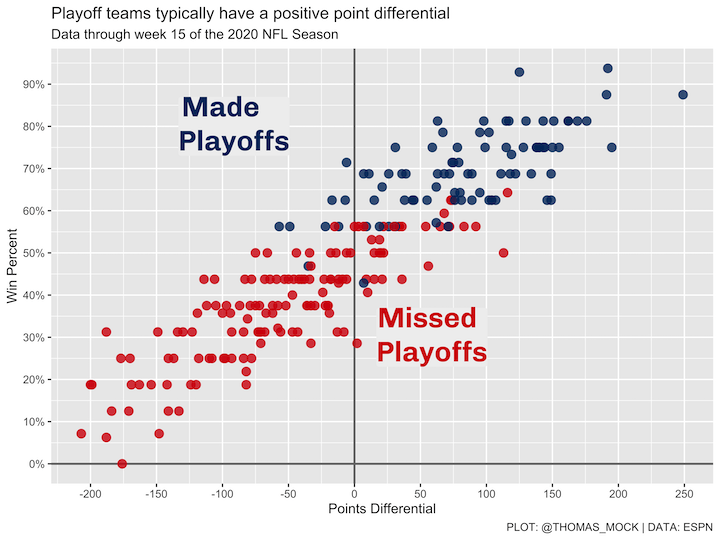 Playoff teams typically have a positive point differential
Data through week 15 of the 2020 NFL Season
Made
Playoffs
Missed
Playoffs
Win Percent
90%
80%
70%
60%
50%
40%
30%
20%
10%
0%
-200 -150 -100 -50 0 50 100 150 200 250
Points Differential
PLOT: @THOMAS_MOCK | DATA: ESPN